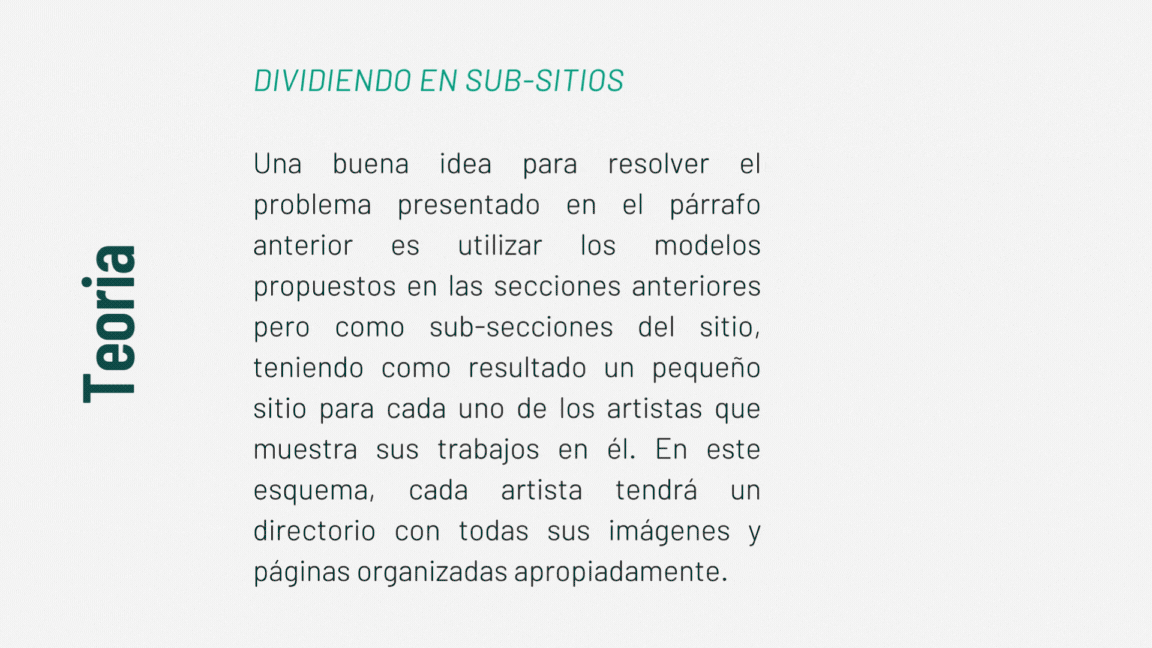 Teoria
DIVIDIENDO EN SUB-SITIOS
Una buena idea para resolver el
problema presentado en el párrafo
anterior es utilizar los modelos
propuestos en las secciones anteriores
pero como sub-secciones del sitio,
teniendo como resultado un pequeño
sitio para cada uno de los artistas que
muestra sus trabajos en él. En este
esquema, cada artista tendrá un
directorio con todas sus imágenes y
páginas organizadas apropiadamente.